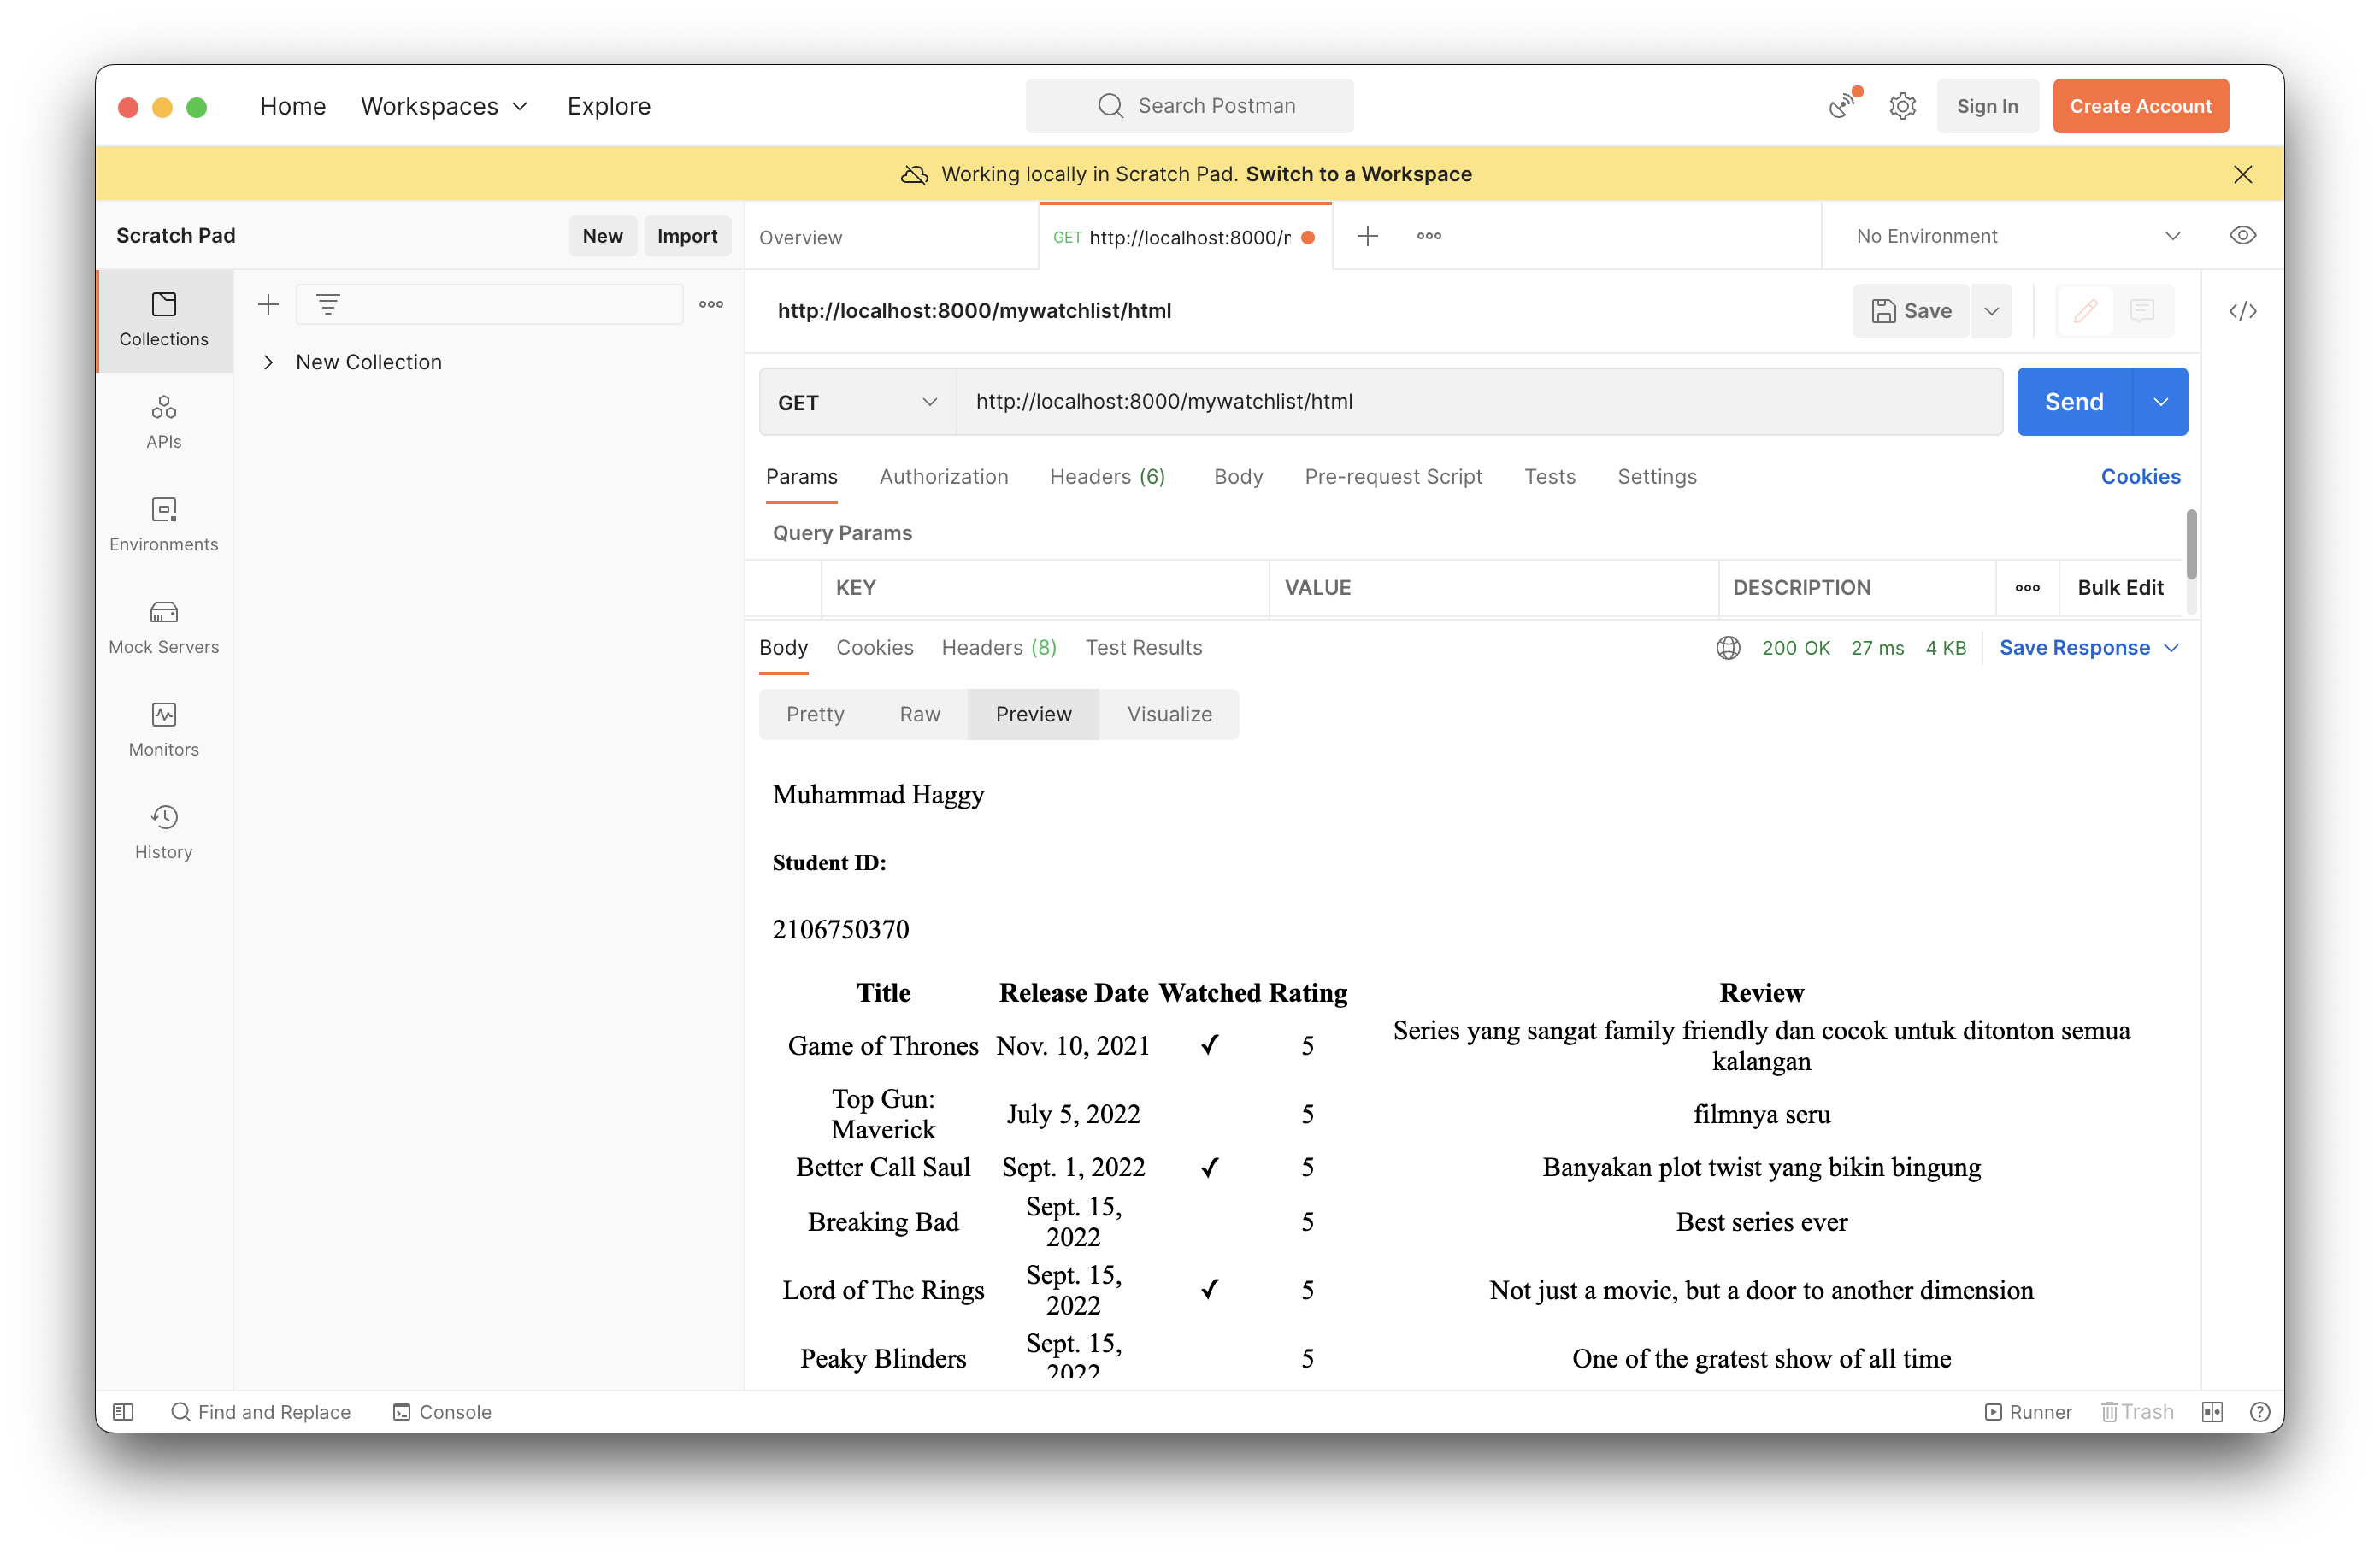 Home Workspaces Explore Search Postman Sign In Create Account
Working locally in Scratch Pad. Switch to a Workspace
Scratch Pad New Import
Overview GET http://localhost:8000/ No Environment
Collections
APIs
Environments
Mock Servers
Monitors
History
New Collection
http://localhost:8000/mywatchlist/html Save
GET http://localhost:8000/mywatchlist/html Send
Params Authorization Headers (6) Body Pre-request Script Tests Settings Cookies
Query Params
KEY VALUE DESCRIPTION Bulk Edit
Body Cookies Headers (8) Test Results 200 OK 27 ms 4 KB Save Response
Pretty Raw Preview Visualize
Muhammad Haggy
Student ID:
2106750370
Title Release Date Watched Rating Review
Game of Thrones Nov. 10, 2021 ✓ 5 Series yang sangat family friendly dan cocok untuk ditonton semua
kalangan
Top Gun:
Maverick July 5, 2022 5 filmnya seru
Better Call Saul Sept. 1, 2022 ✓ 5 Banyakan plot twist yang bikin bingung
Breaking Bad Sept. 15,
2022 5 Best series ever
Lord of The Rings Sept. 15,
2022 ✓ 5 Not just a movie, but a door to another dimension
Peaky Blinders Sept. 15,
2022 5 One of the gratest show of all time
Find and Replace Console Runner Trash